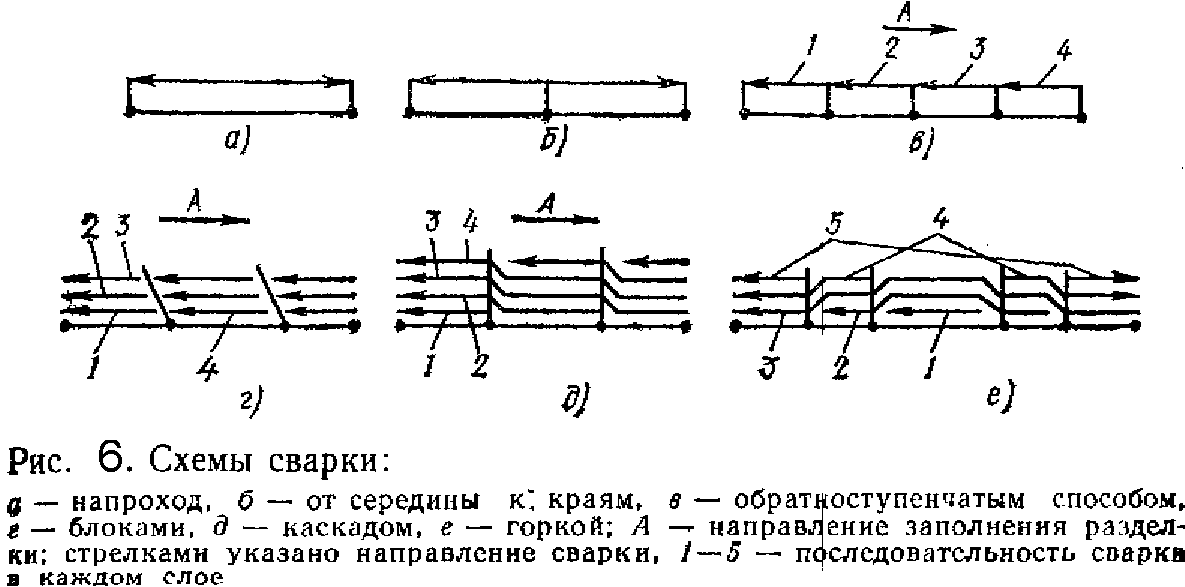 А
1 2 3 4
а) б) в)
А А
2 3 3 4 5 4
1 4 1 2 3 2 1
г) д) е)
Рис. 6. Схемы сварки:
а — напроход, б — от середины к краям, в — обратноступенчатым способом,
г — блоками, д — каскадом, е — горкой; А — направление заполнения раздел-
ки; стрелками указано направление сварки, 1—5 — последовательность сварки
в каждом слое